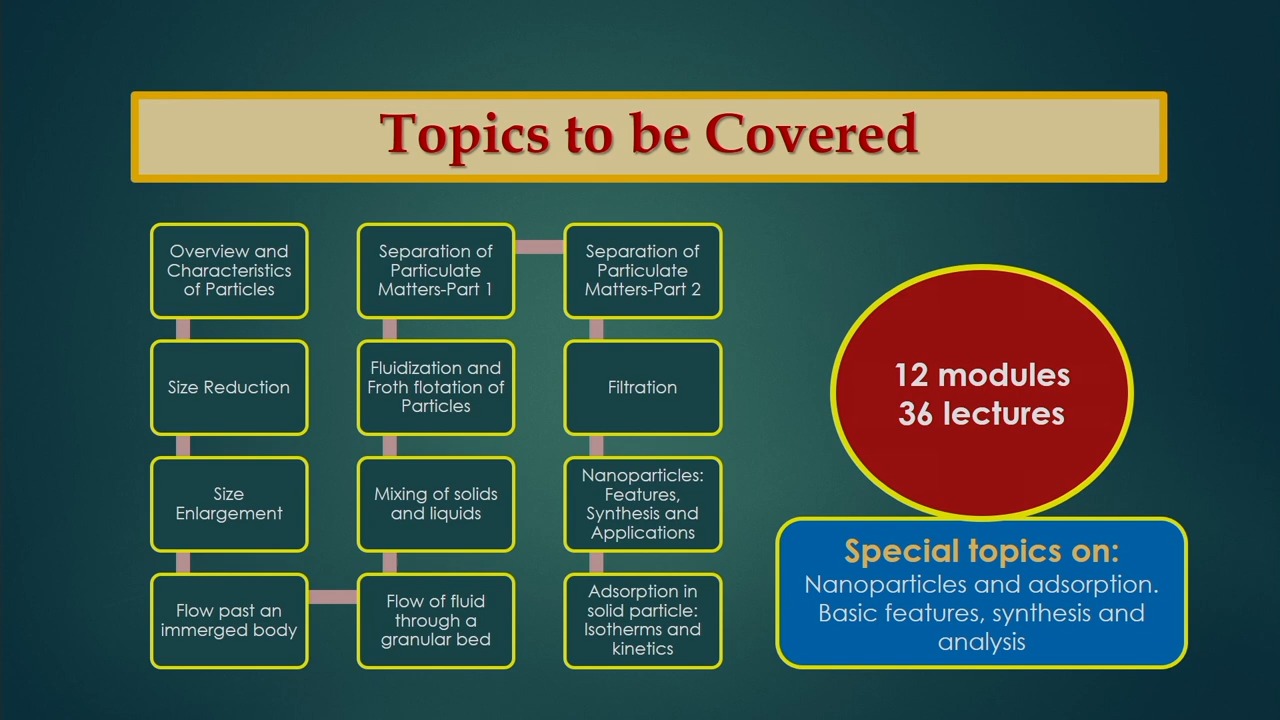 Topics to be Covered
Overview and
Characteristics
of Particles
Size Reduction
Size
Enlargement
Flow past an
immerged body
Flow of fluid
through a
granular bed
Mixing of solids
and liquids
Fluidization and
Froth flotation of
Particles
Separation of
Particulate
Matters-Part 1
Separation of
Particulate
Matters-Part 2
Filtration
Nanoparticles:
Features,
Synthesis and
Applications
Adsorption in
solid particle:
Isotherms and
kinetics
12 modules
36 lectures
Special topics on:
Nanoparticles and adsorption.
Basic features, synthesis and
analysis